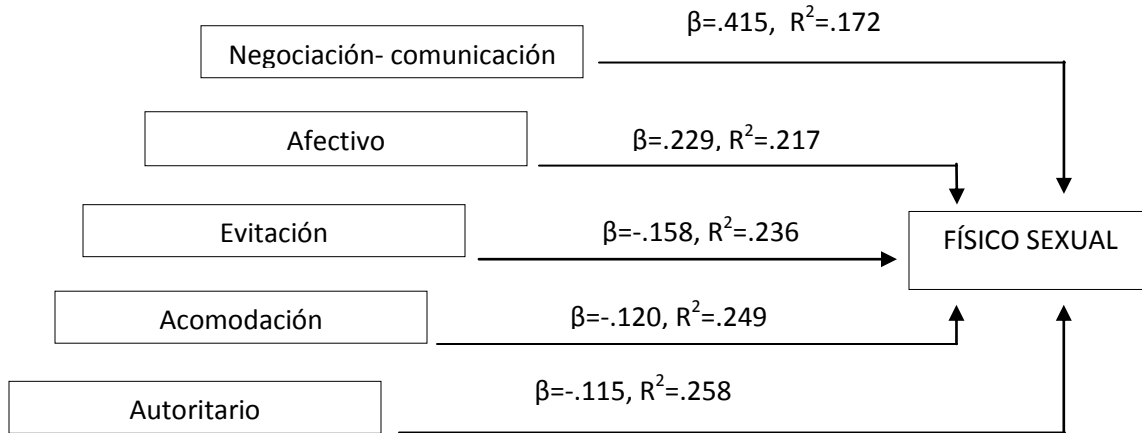 β=.415, R²=.172
Negociación- comunicación
β=.229, R²=.217
Afectivo
β=-.158, R²=.236
Evitación
FÍSICO SEXUAL
β=-.120, R²=.249
Acomodación
β=-.115, R²=.258
Autoritario